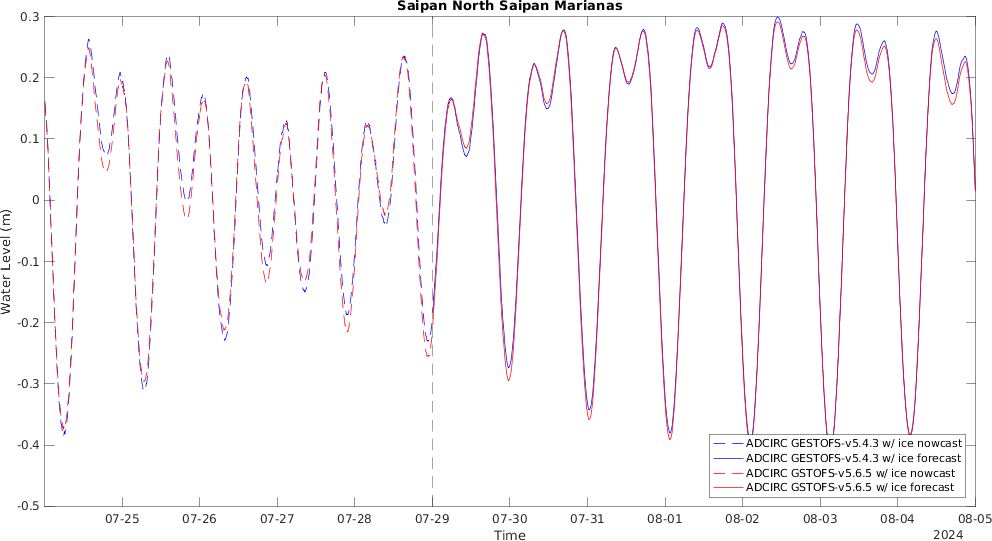 Saipan North Saipan Marianas
0.3
0.2
0.1
0
-0.1
-0.2
-0.3
-0.4
-0.5
Water Level (m)
ADCIRC GESTOFS-v5.4.3 w/ ice nowcast
ADCIRC GESTOFS-v5.4.3 w/ ice forecast
ADCIRC GSTOFS-v5.6.5 w/ ice nowcast
ADCIRC GSTOFS-v5.6.5 w/ ice forecast
07-25 07-26 07-27 07-28 07-29 07-30 07-31 08-01 08-02 08-03 08-04 08-05
Time
2024